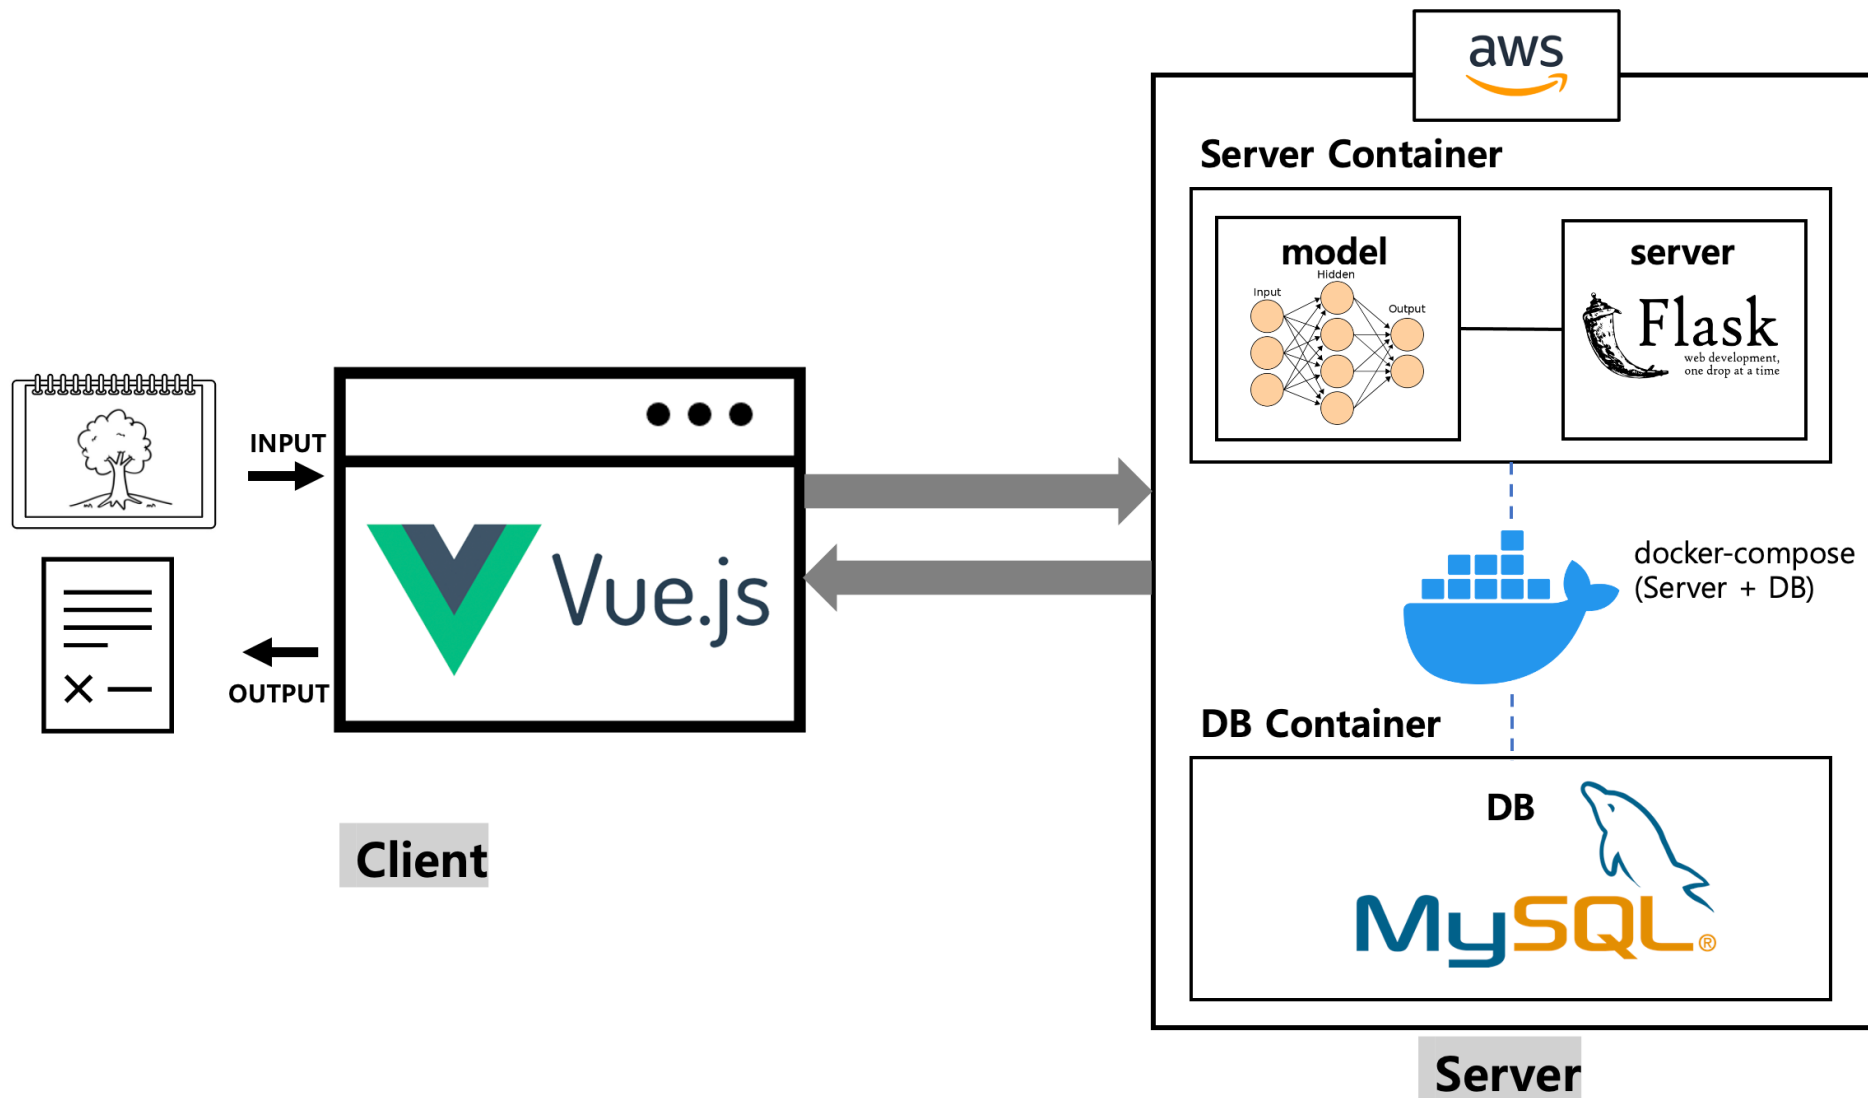 aws
Server Container
model
Hidden
Input
Output
server
Flask
web development,
one drop at a time
INPUT
OUTPUT
Vue.js
docker-compose
(Server + DB)
DB Container
DB
MySQL®
Client
Server